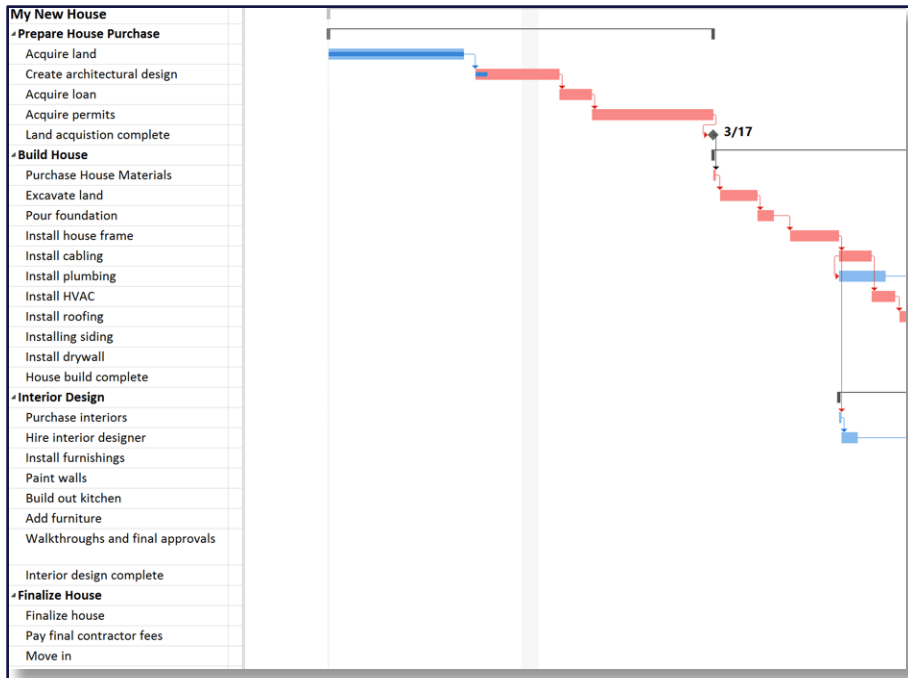 My New House
Prepare House Purchase
Acquire land
Create architectural design
Acquire loan
Acquire permits
Land acquistion complete
3/17
Build House
Purchase House Materials
Excavate land
Pour foundation
Install house frame
Install cabling
Install plumbing
Install HVAC
Install roofing
Installing siding
Install drywall
House build complete
Interior Design
Purchase interiors
Hire interior designer
Install furnishings
Paint walls
Build out kitchen
Add furniture
Walkthroughs and final approvals
Interior design complete
Finalize House
Finalize house
Pay final contractor fees
Move in